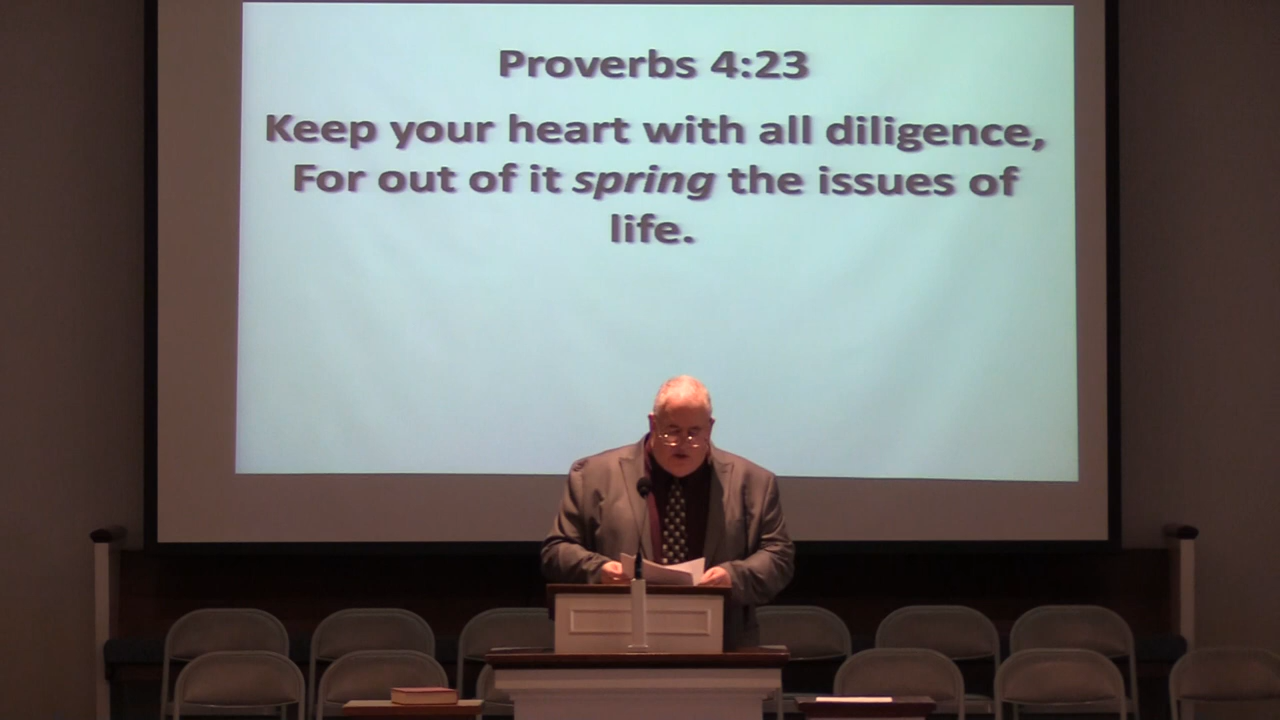 Proverbs 4:23
Keep your heart with all diligence,
For out of it spring the issues of
life.